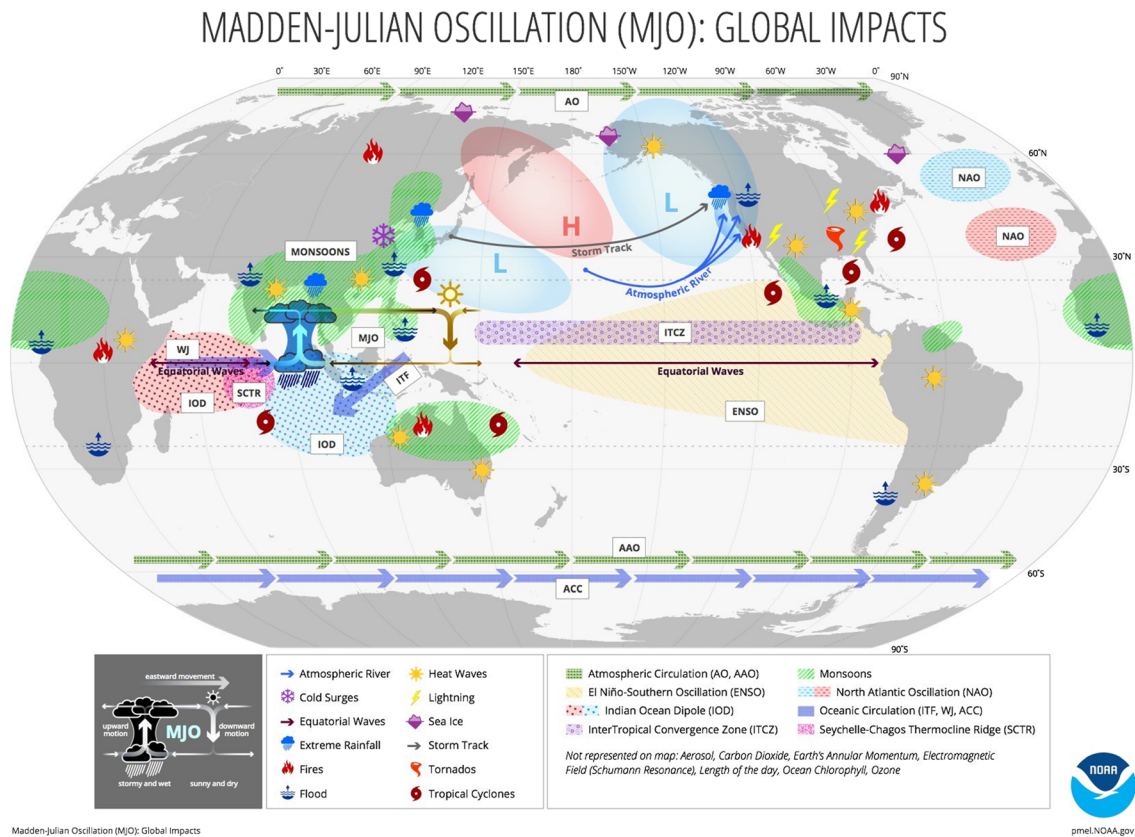 MADDEN-JULIAN OSCILLATION (MJO): GLOBAL IMPACTS
0° 30°E 60°E 90°E 120°E 150°E 180° 150°W 120°W 90°W 60°W 30°W 0°
90°N
AO
60°N
NAO
L
H
NAO
Storm Track
MONSOONS
L
30°N
Atmospheric River
ITCZ
MJO
WJ
Equatorial Waves
Equatorial Waves
0°
ITF
SCTR
IOD
ENSO
IOD
30°S
AAO
60°S
ACC
90°S
eastward movement
upward
motion
MJO
downward
motion
stormy and wet
sunny and dry
Atmospheric River
Cold Surges
Equatorial Waves
Extreme Rainfall
Fires
Flood
Heat Waves
Lightning
Sea Ice
Storm Track
Tornados
Tropical Cyclones
Atmospheric Circulation (AO, AAO)
El Niño-Southern Oscillation (ENSO)
Indian Ocean Dipole (IOD)
InterTropical Convergence Zone (ITCZ)
Monsoons
North Atlantic Oscillation (NAO)
Oceanic Circulation (ITF, WJ, ACC)
Seychelle-Chagos Thermocline Ridge (SCTR)
Not represented on map: Aerosol, Carbon Dioxide, Earth's Annular Momentum, Electromagnetic
Field (Schumann Resonance), Length of the day, Ocean Chlorophyll, Ozone
NOAA
Madden-Julian Oscillation (MJO): Global Impacts
pmel.NOAA.gov